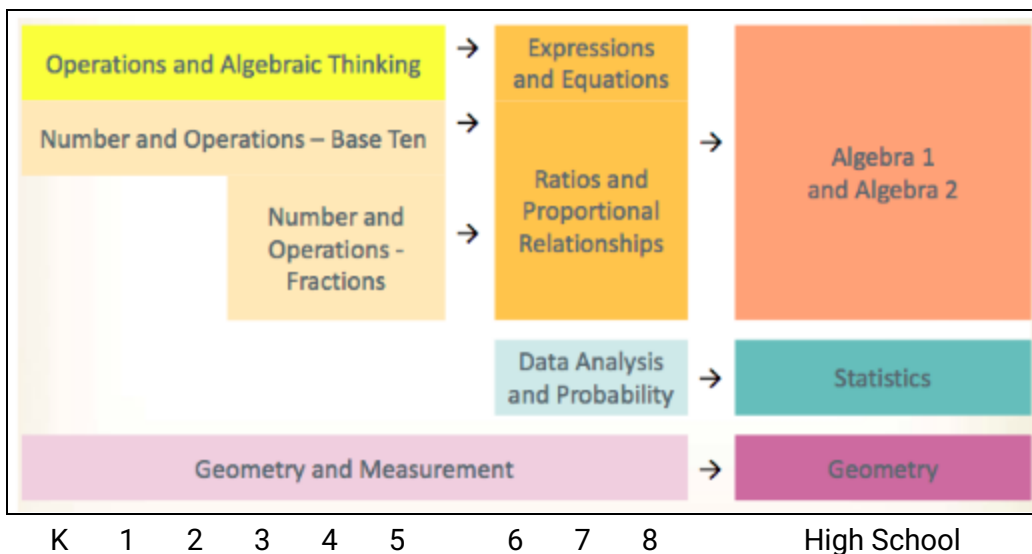 Operations and Algebraic Thinking
→
Expressions
and Equations
Number and Operations – Base Ten
→
Number and
Operations -
Fractions
→
Ratios and
Proportional
Relationships
→
Algebra 1
and Algebra 2
Data Analysis
and Probability
→
Statistics
Geometry and Measurement
→
Geometry
K 1 2 3 4 5 6 7 8 High School